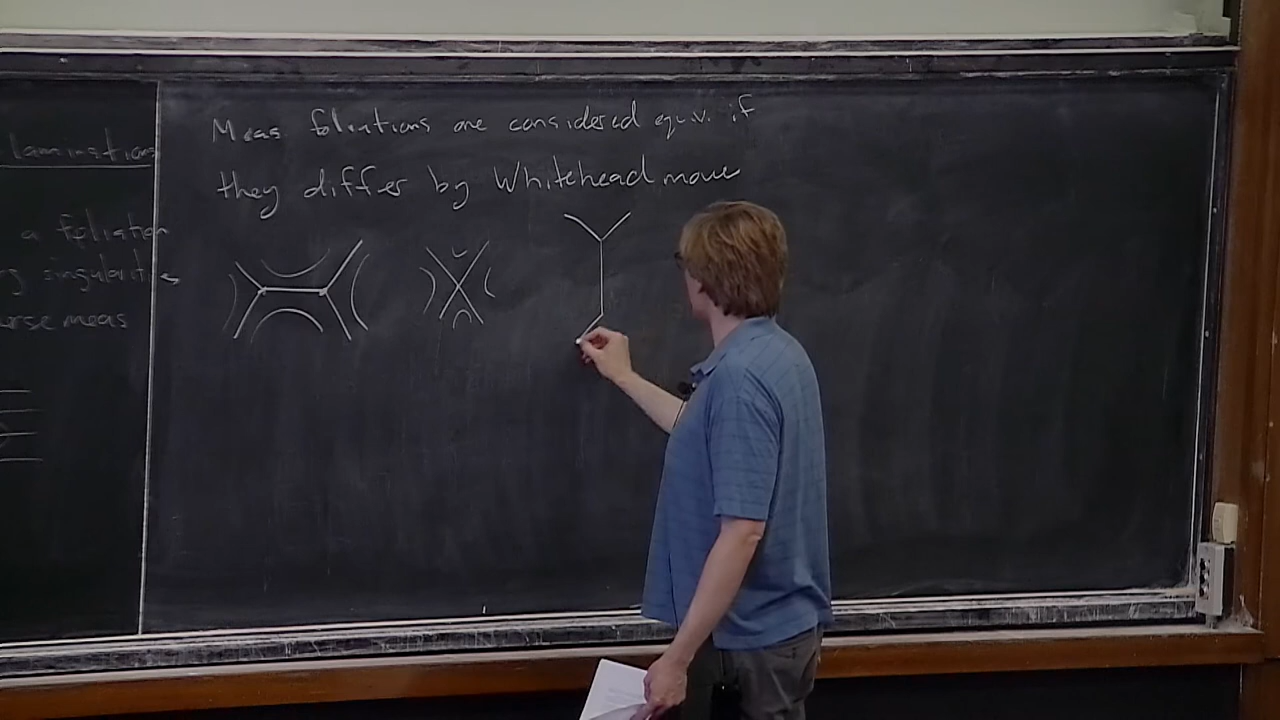 laminations
a foliation
singularities
meas
Meas foliations are considered equiv. if
they differ by Whitehead move